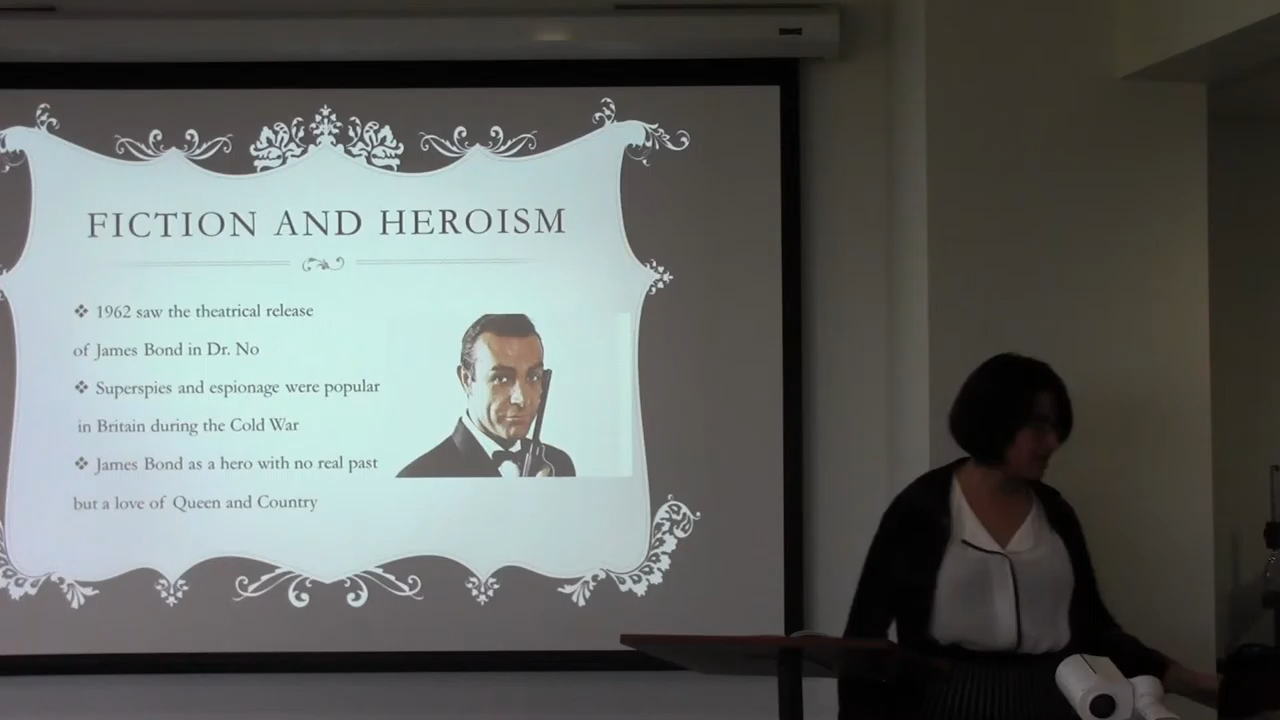 FICTION AND HEROISM
❖ 1962 saw the theatrical release
of James Bond in Dr. No
❖ Superspies and espionage were popular
in Britain during the Cold War
❖ James Bond as a hero with no real past
but a love of Queen and Country